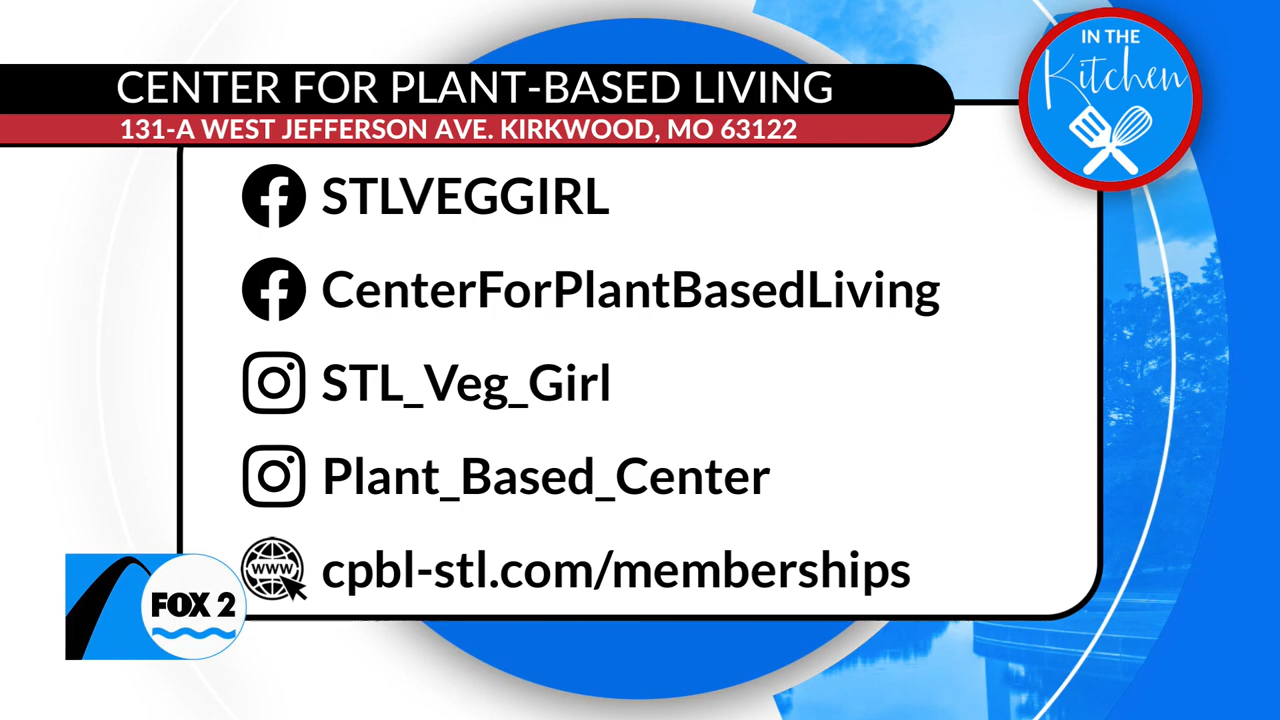 IN THE
Kitchen
CENTER FOR PLANT-BASED LIVING
131-A WEST JEFFERSON AVE. KIRKWOOD, MO 63122
STLVEGGIRL
CenterForPlantBasedLiving
STL_Veg_Girl
Plant_Based_Center
www
cpbl-stl.com/memberships
FOX 2